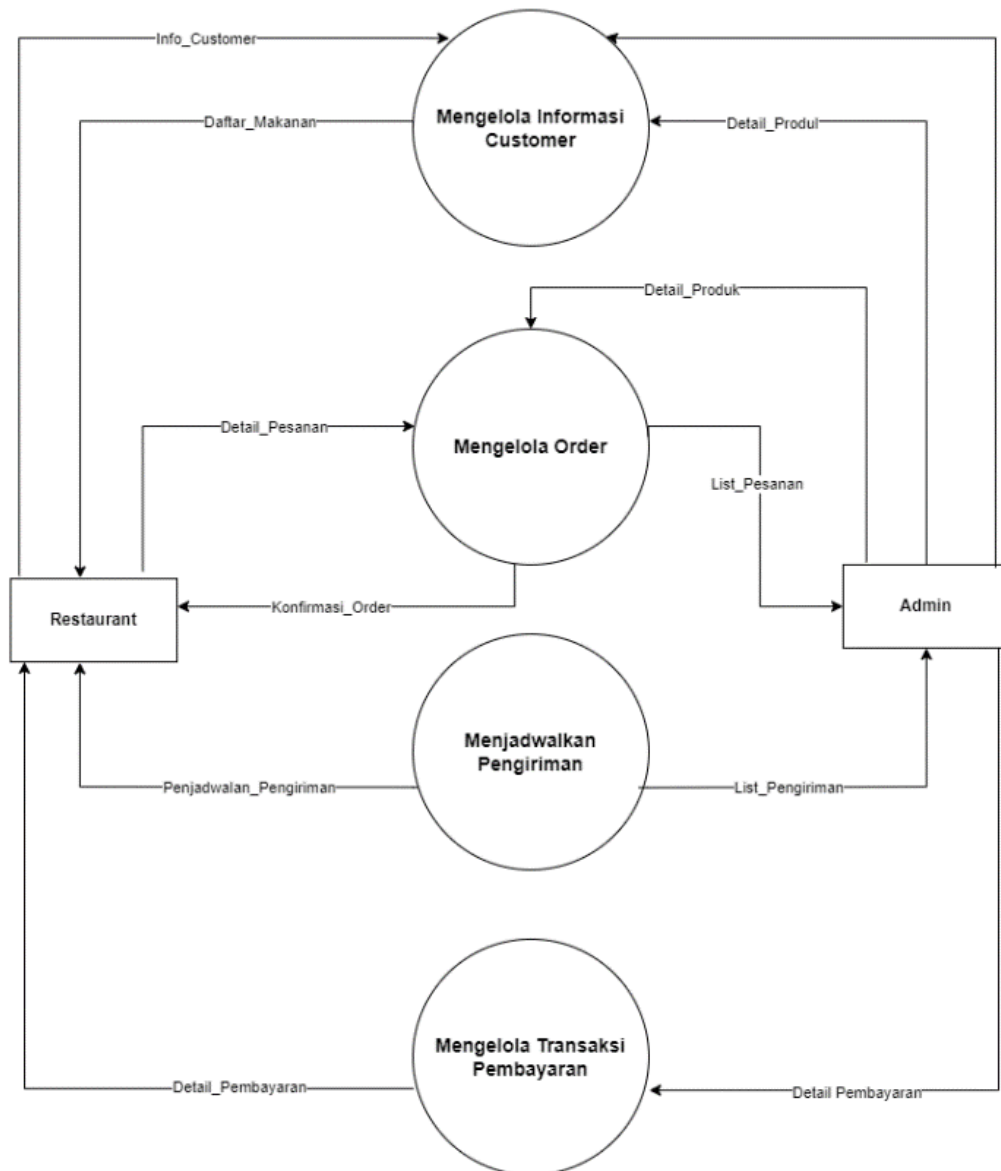 Info_Customer
Mengelola Informasi
Customer
Daftar_Makanan
Detail_Produl
Detail_Produk
Detail_Pesanan
Mengelola Order
List_Pesanan
Konfirmasi_Order
Restaurant
Admin
Menjadwalkan
Pengiriman
Penjadwalan_Pengiriman
List_Pengiriman
Mengelola Transaksi
Pembayaran
Detail_Pembayaran
Detail Pembayaran